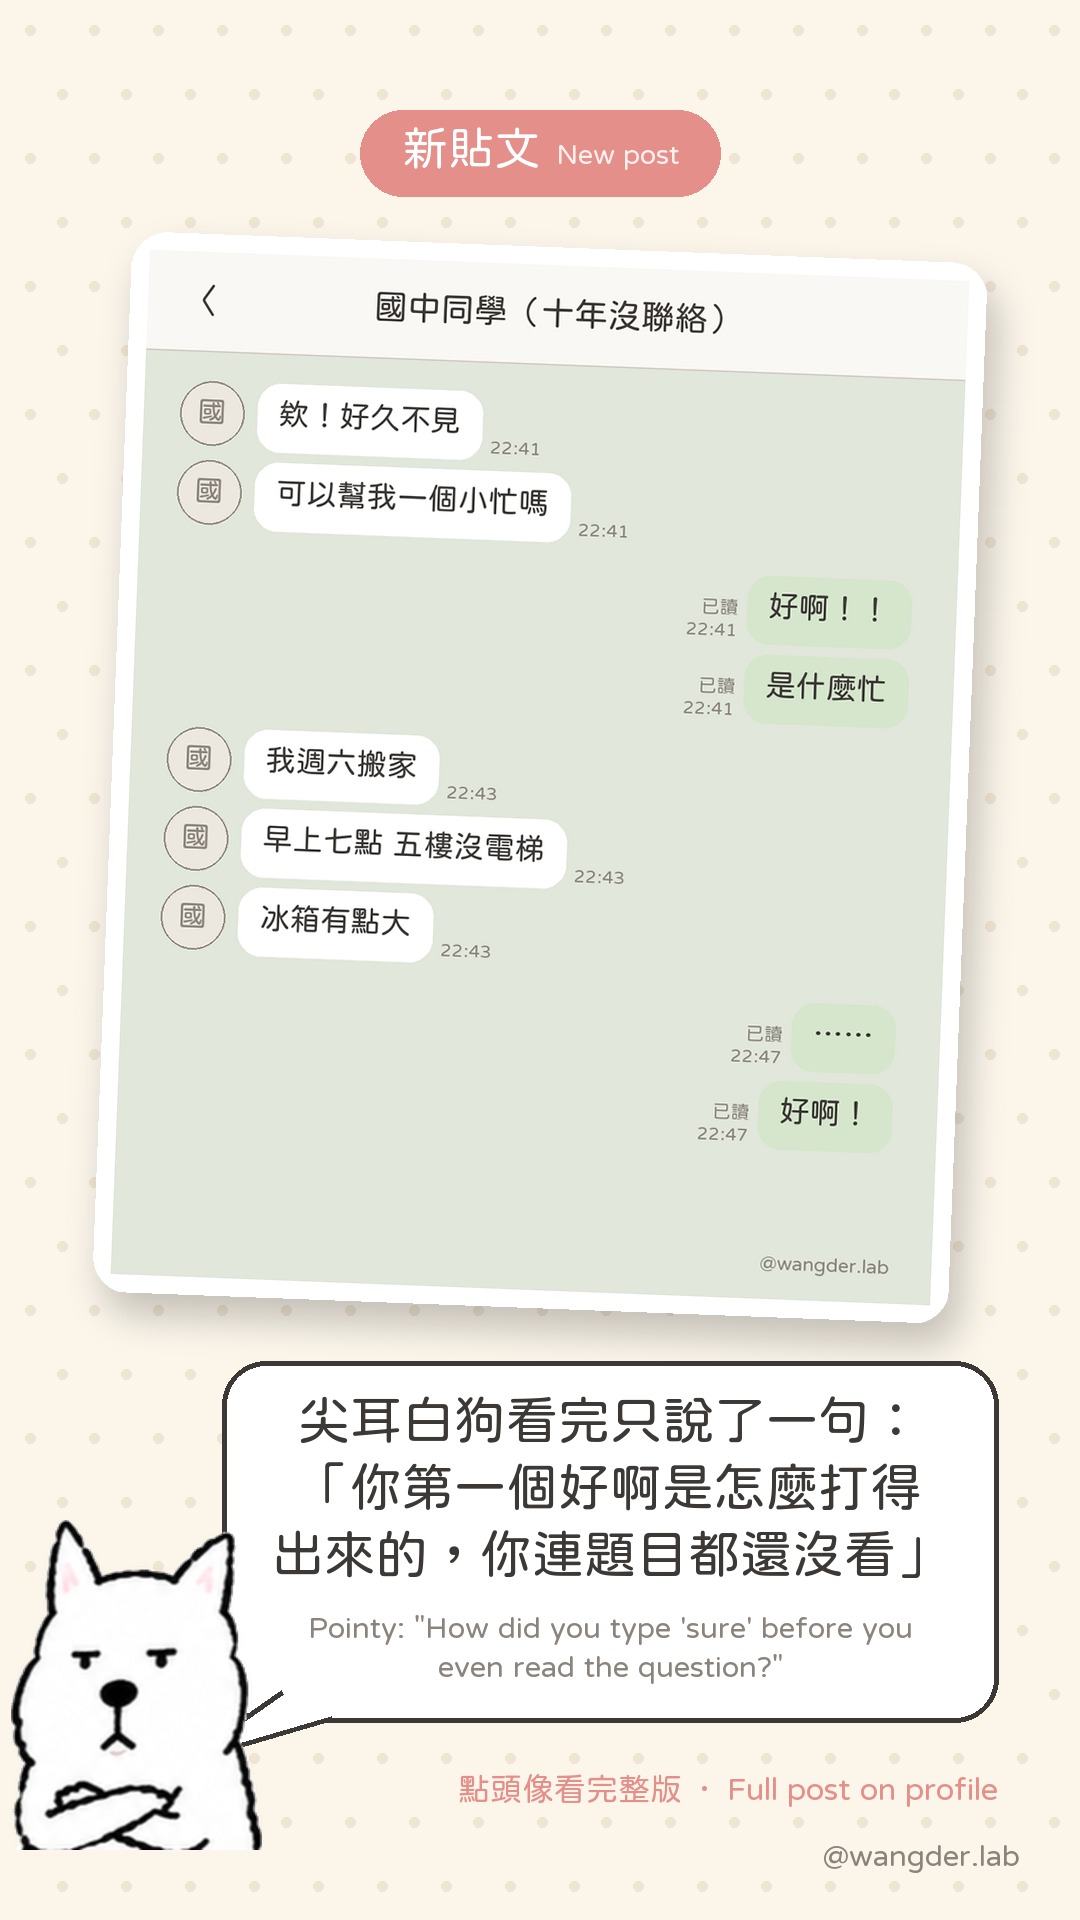 新貼文 New post
國中同學（十年沒聯絡）
國 欸！好久不見 22:41
國 可以幫我一個小忙嗎 22:41
已讀 22:41 好啊！！
已讀 22:41 是什麼忙
國 我週六搬家 22:43
國 早上七點 五樓沒電梯 22:43
國 冰箱有點大 22:43
已讀 22:47 ……
已讀 22:47 好啊！
@wangder.lab
尖耳白狗看完只說了一句：
「你第一個好啊是怎麼打得
出來的，你連題目都還沒看」
Pointy: "How did you type 'sure' before you
even read the question?"
點頭像看完整版 · Full post on profile
@wangder.lab